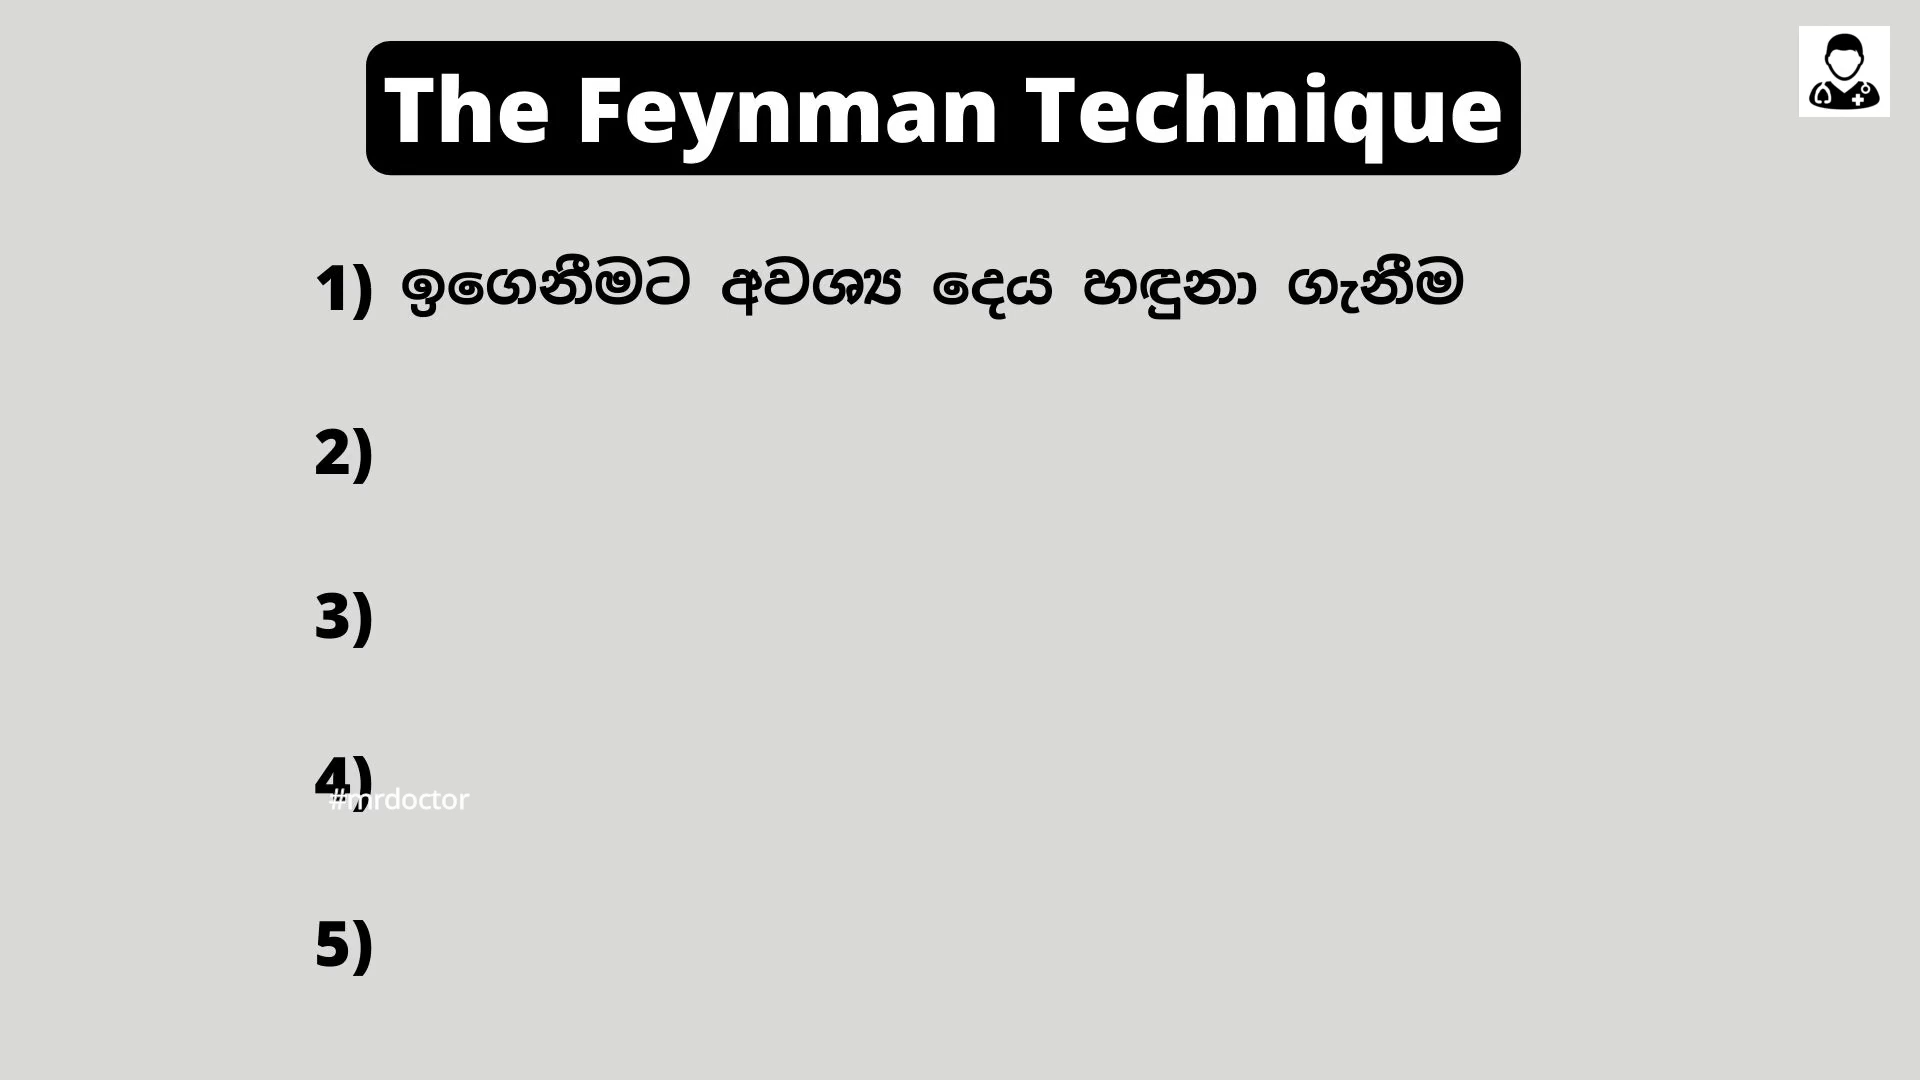 The Feynman Technique
1) ඉගෙනීමට අවශ්‍ය දෙය හඳුනා ගැනීම
2)
3)
4)
#mrdoctor
5)